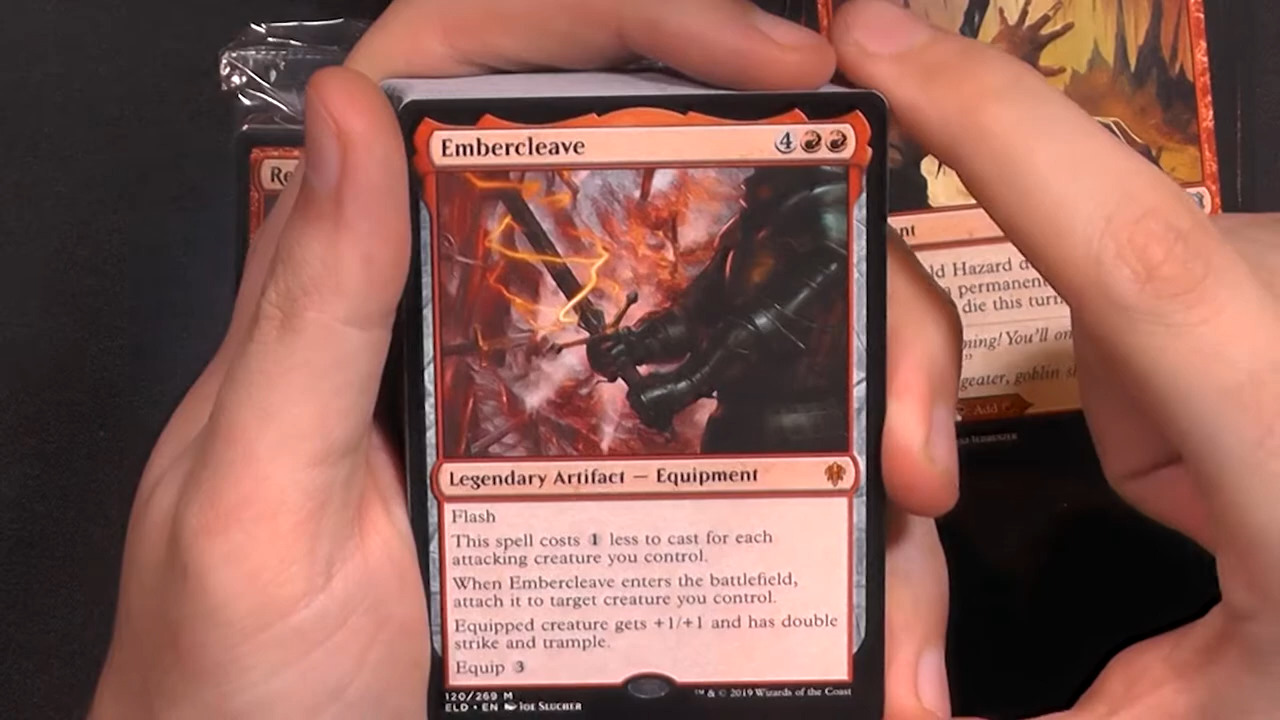 Embercleave 4
Legendary Artifact — Equipment
Flash
This spell costs 1 less to cast for each
attacking creature you control.
When Embercleave enters the battlefield,
attach it to target creature you control.
Equipped creature gets +1/+1 and has double
strike and trample.
Equip 3
120/269 M
ELD • EN JOE SLUCHER
™ & © 2019 Wizards of the Coast
Re
nt
ld Hazard d
permanent
die this turn
ning! You'll on
geater, goblin s
Add